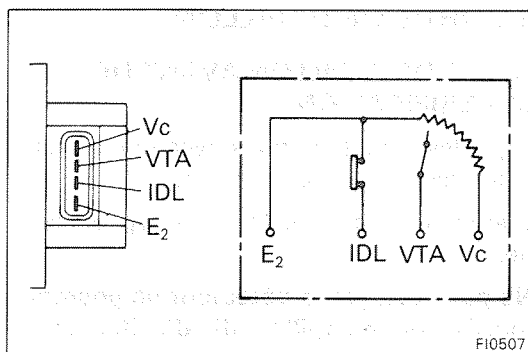 Vc
VTA
IDL
E₂
E₂ IDL VTA Vc
FI0507